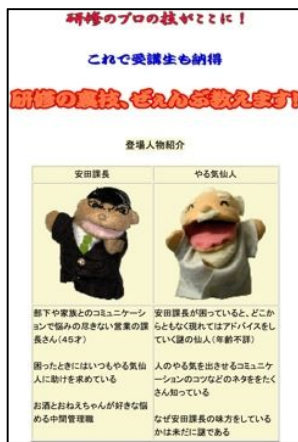 研修のプロの技がここに！
これで受講生も納得
研修の裏技、ぜぇんぶ教えます!
登場人物紹介
安田課長
やる気仙人
部下や家族とのコミュニケーシ
ョンで悩みの尽きない営業の課
長さん（45才）
困ったときにはいつもやる気仙
人に助けを求めている
お酒とおねえちゃんが好きな悩
める中間管理職
安田課長が困っていると、どこか
らともなく現れてはアドバイスをし
ていく謎の仙人（年齢不詳）
人のやる気を出させるコミュニケ
ーションのコツなどのネタをたく
さん知っている
なぜ安田課長の味方をしている
かは未だに謎である